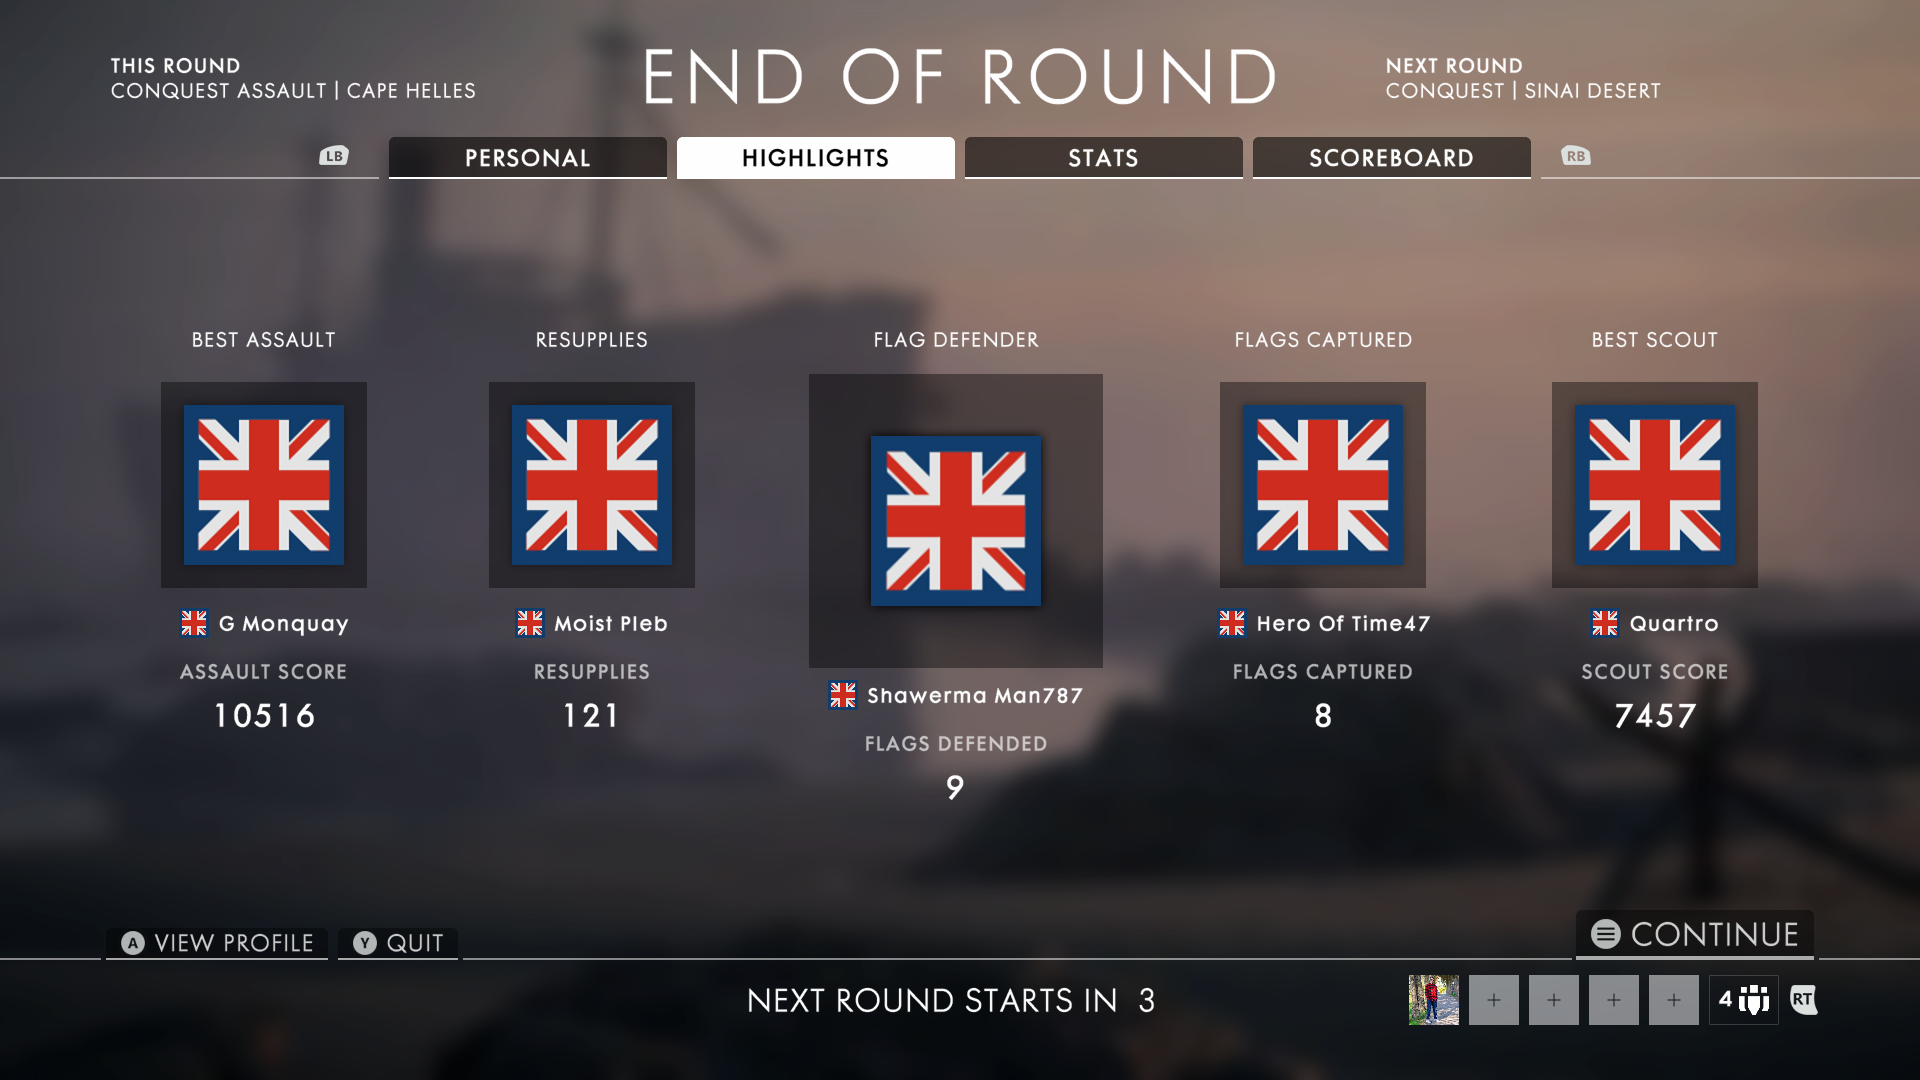 THIS ROUND
CONQUEST ASSAULT | CAPE HELLES
END OF ROUND
NEXT ROUND
CONQUEST | SINAI DESERT
LB
PERSONAL
HIGHLIGHTS
STATS
SCOREBOARD
RB
BEST ASSAULT
G Monquay
ASSAULT SCORE
10516
RESUPPLIES
Moist Pleb
RESUPPLIES
121
FLAG DEFENDER
Shawerma Man787
FLAGS DEFENDED
9
FLAGS CAPTURED
Hero Of Time47
FLAGS CAPTURED
8
BEST SCOUT
Quartro
SCOUT SCORE
7457
A VIEW PROFILE
Y QUIT
CONTINUE
NEXT ROUND STARTS IN 3
+ + + +
4
RT